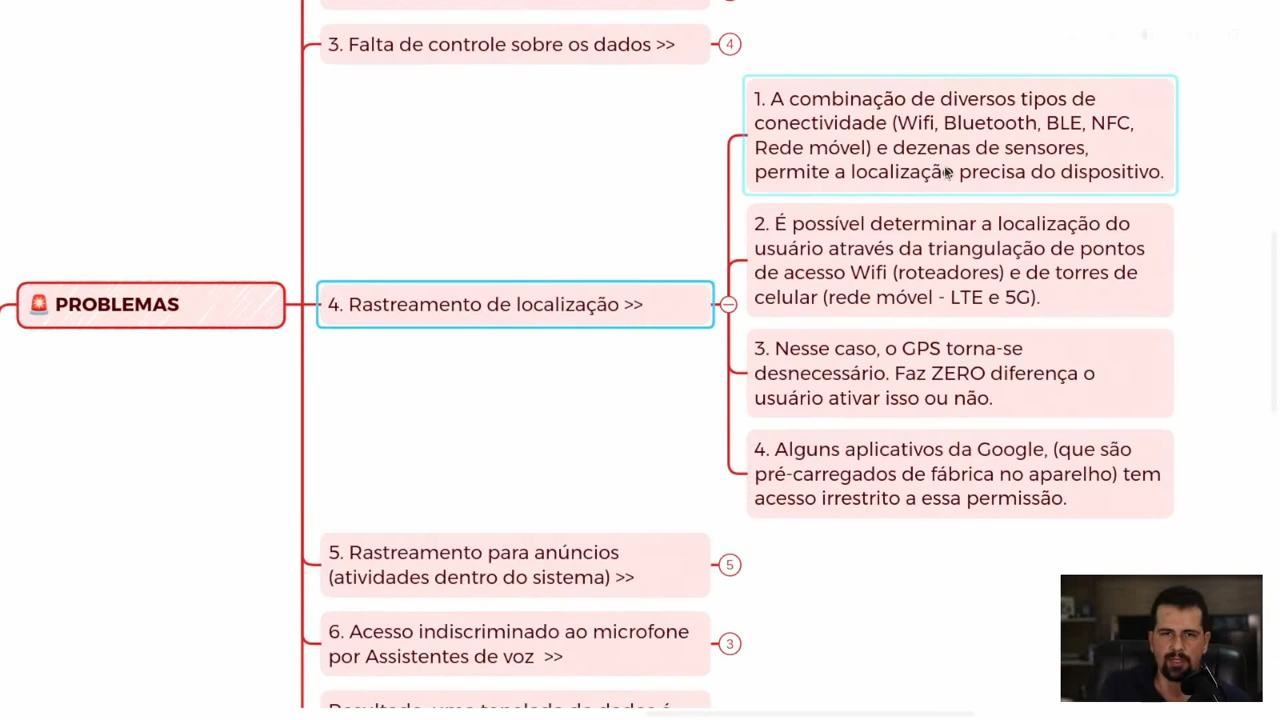 3. Falta de controle sobre os dados >>
4
1. A combinação de diversos tipos de
conectividade (Wifi, Bluetooth, BLE, NFC,
Rede móvel) e dezenas de sensores,
permite a localização precisa do dispositivo.
2. É possível determinar a localização do
usuário através da triangulação de pontos
de acesso Wifi (roteadores) e de torres de
celular (rede móvel - LTE e 5G).
🚨 PROBLEMAS
4. Rastreamento de localização >>
3. Nesse caso, o GPS torna-se
desnecessário. Faz ZERO diferença o
usuário ativar isso ou não.
4. Alguns aplicativos da Google, (que são
pré-carregados de fábrica no aparelho) tem
acesso irrestrito a essa permissão.
5. Rastreamento para anúncios
(atividades dentro do sistema) >>
5
6. Acesso indiscriminado ao microfone
por Assistentes de voz >>
3